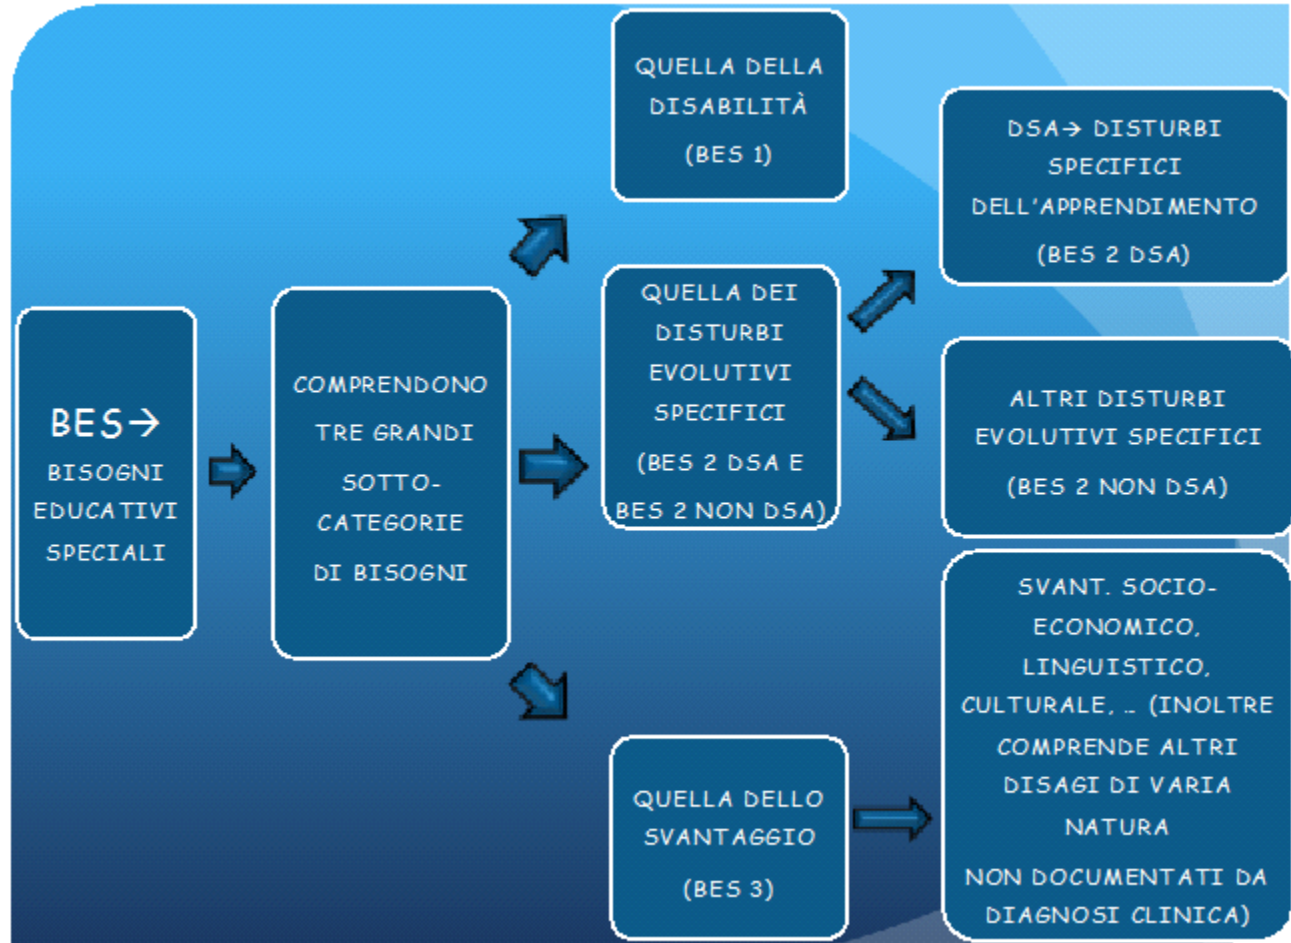 BES→
BISOGNI
EDUCATIVI
SPECIALI
COMPRENDONO
TRE GRANDI
SOTTO-
CATEGORIE
DI BISOGNI
QUELLA DELLA
DISABILITÀ
(BES 1)
QUELLA DEI
DISTURBI
EVOLUTIVI
SPECIFICI
(BES 2 DSA E
BES 2 NON DSA)
DSA→ DISTURBI
SPECIFICI
DELL'APPRENDIMENTO
(BES 2 DSA)
ALTRI DISTURBI
EVOLUTIVI SPECIFICI
(BES 2 NON DSA)
QUELLA DELLO
SVANTAGGIO
(BES 3)
SVANT. SOCIO-
ECONOMICO,
LINGUISTICO,
CULTURALE, … (INOLTRE
COMPRENDE ALTRI
DISAGI DI VARIA
NATURA
NON DOCUMENTATI DA
DIAGNOSI CLINICA)